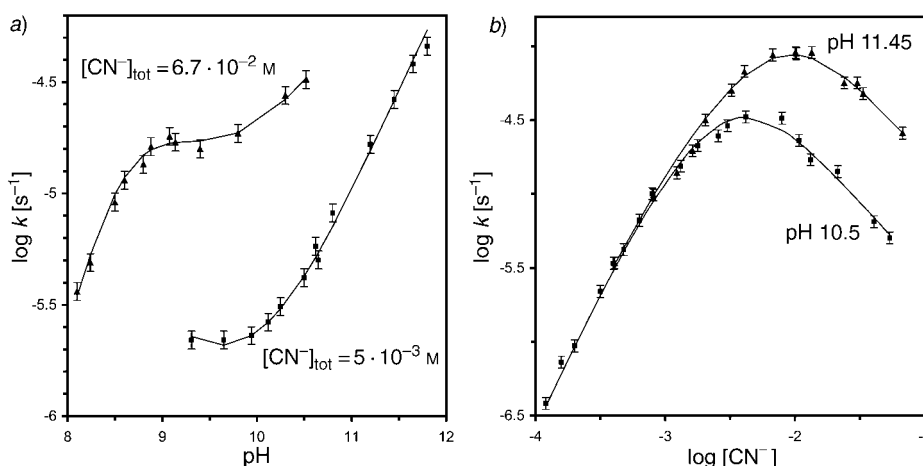 a)
[CN⁻]tot = 6.7 · 10⁻² M
[CN⁻]tot = 5 · 10⁻³ M
log k [s⁻¹]
-4.5
-5
-5.5
-6
8 9 10 11 12
pH
b)
pH 11.45
pH 10.5
log k [s⁻¹]
-4.5
-5.5
-6.5
-4 -3 -2 -1
log [CN⁻]